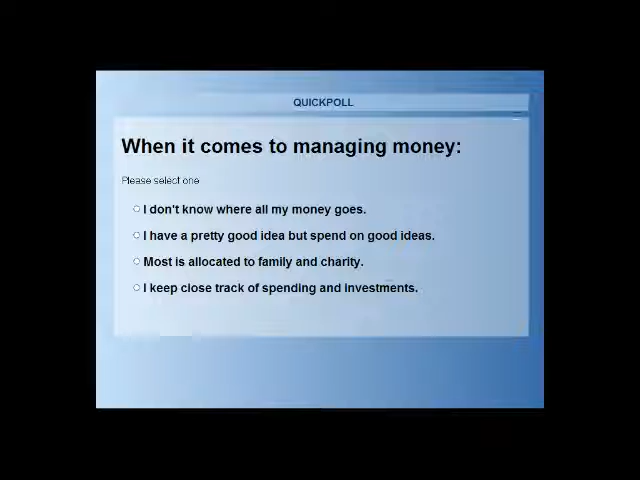 QUICKPOLL
When it comes to managing money:
Please select one
I don't know where all my money goes.
I have a pretty good idea but spend on good ideas.
Most is allocated to family and charity.
I keep close track of spending and investments.